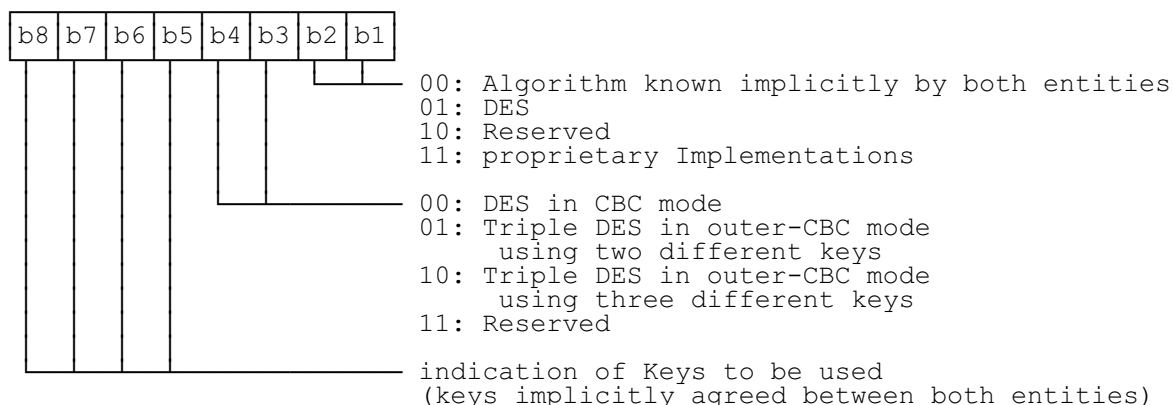 b8 b7 b6 b5 b4 b3 b2 b1
00: Algorithm known implicitly by both entities
01: DES
10: Reserved
11: proprietary Implementations
00: DES in CBC mode
01: Triple DES in outer-CBC mode
using two different keys
10: Triple DES in outer-CBC mode
using three different keys
11: Reserved
indication of Keys to be used
(keys implicitly agreed between both entities)